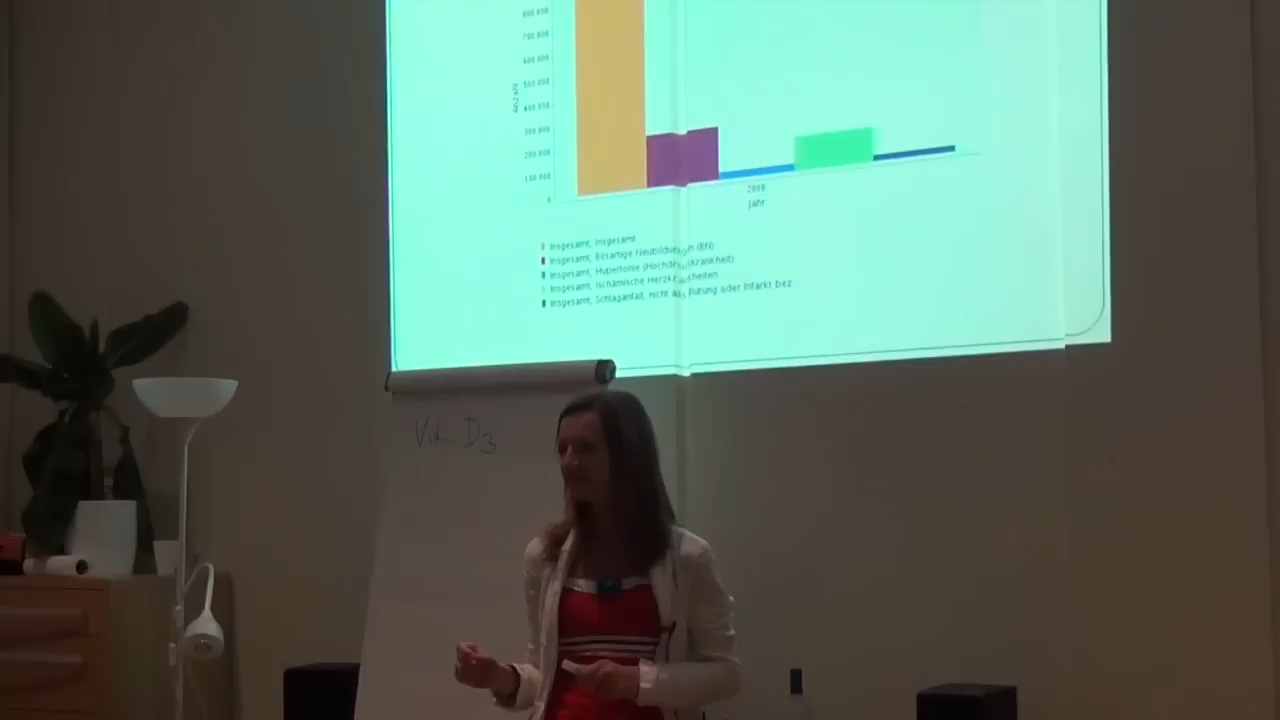 800.000
700.000
600.000
500.000
400.000
300.000
200.000
100.000
0
Anzahl
2009
Jahr
Insgesamt, Insgesamt
Insgesamt, Bösartige Neubildungen (BN)
Insgesamt, Hypertonie (Hochdruckkrankheit)
Insgesamt, Ischämische Herzkrankheiten
Insgesamt, Schlaganfall, nicht als Blutung oder Infarkt bez.
Vit. D3